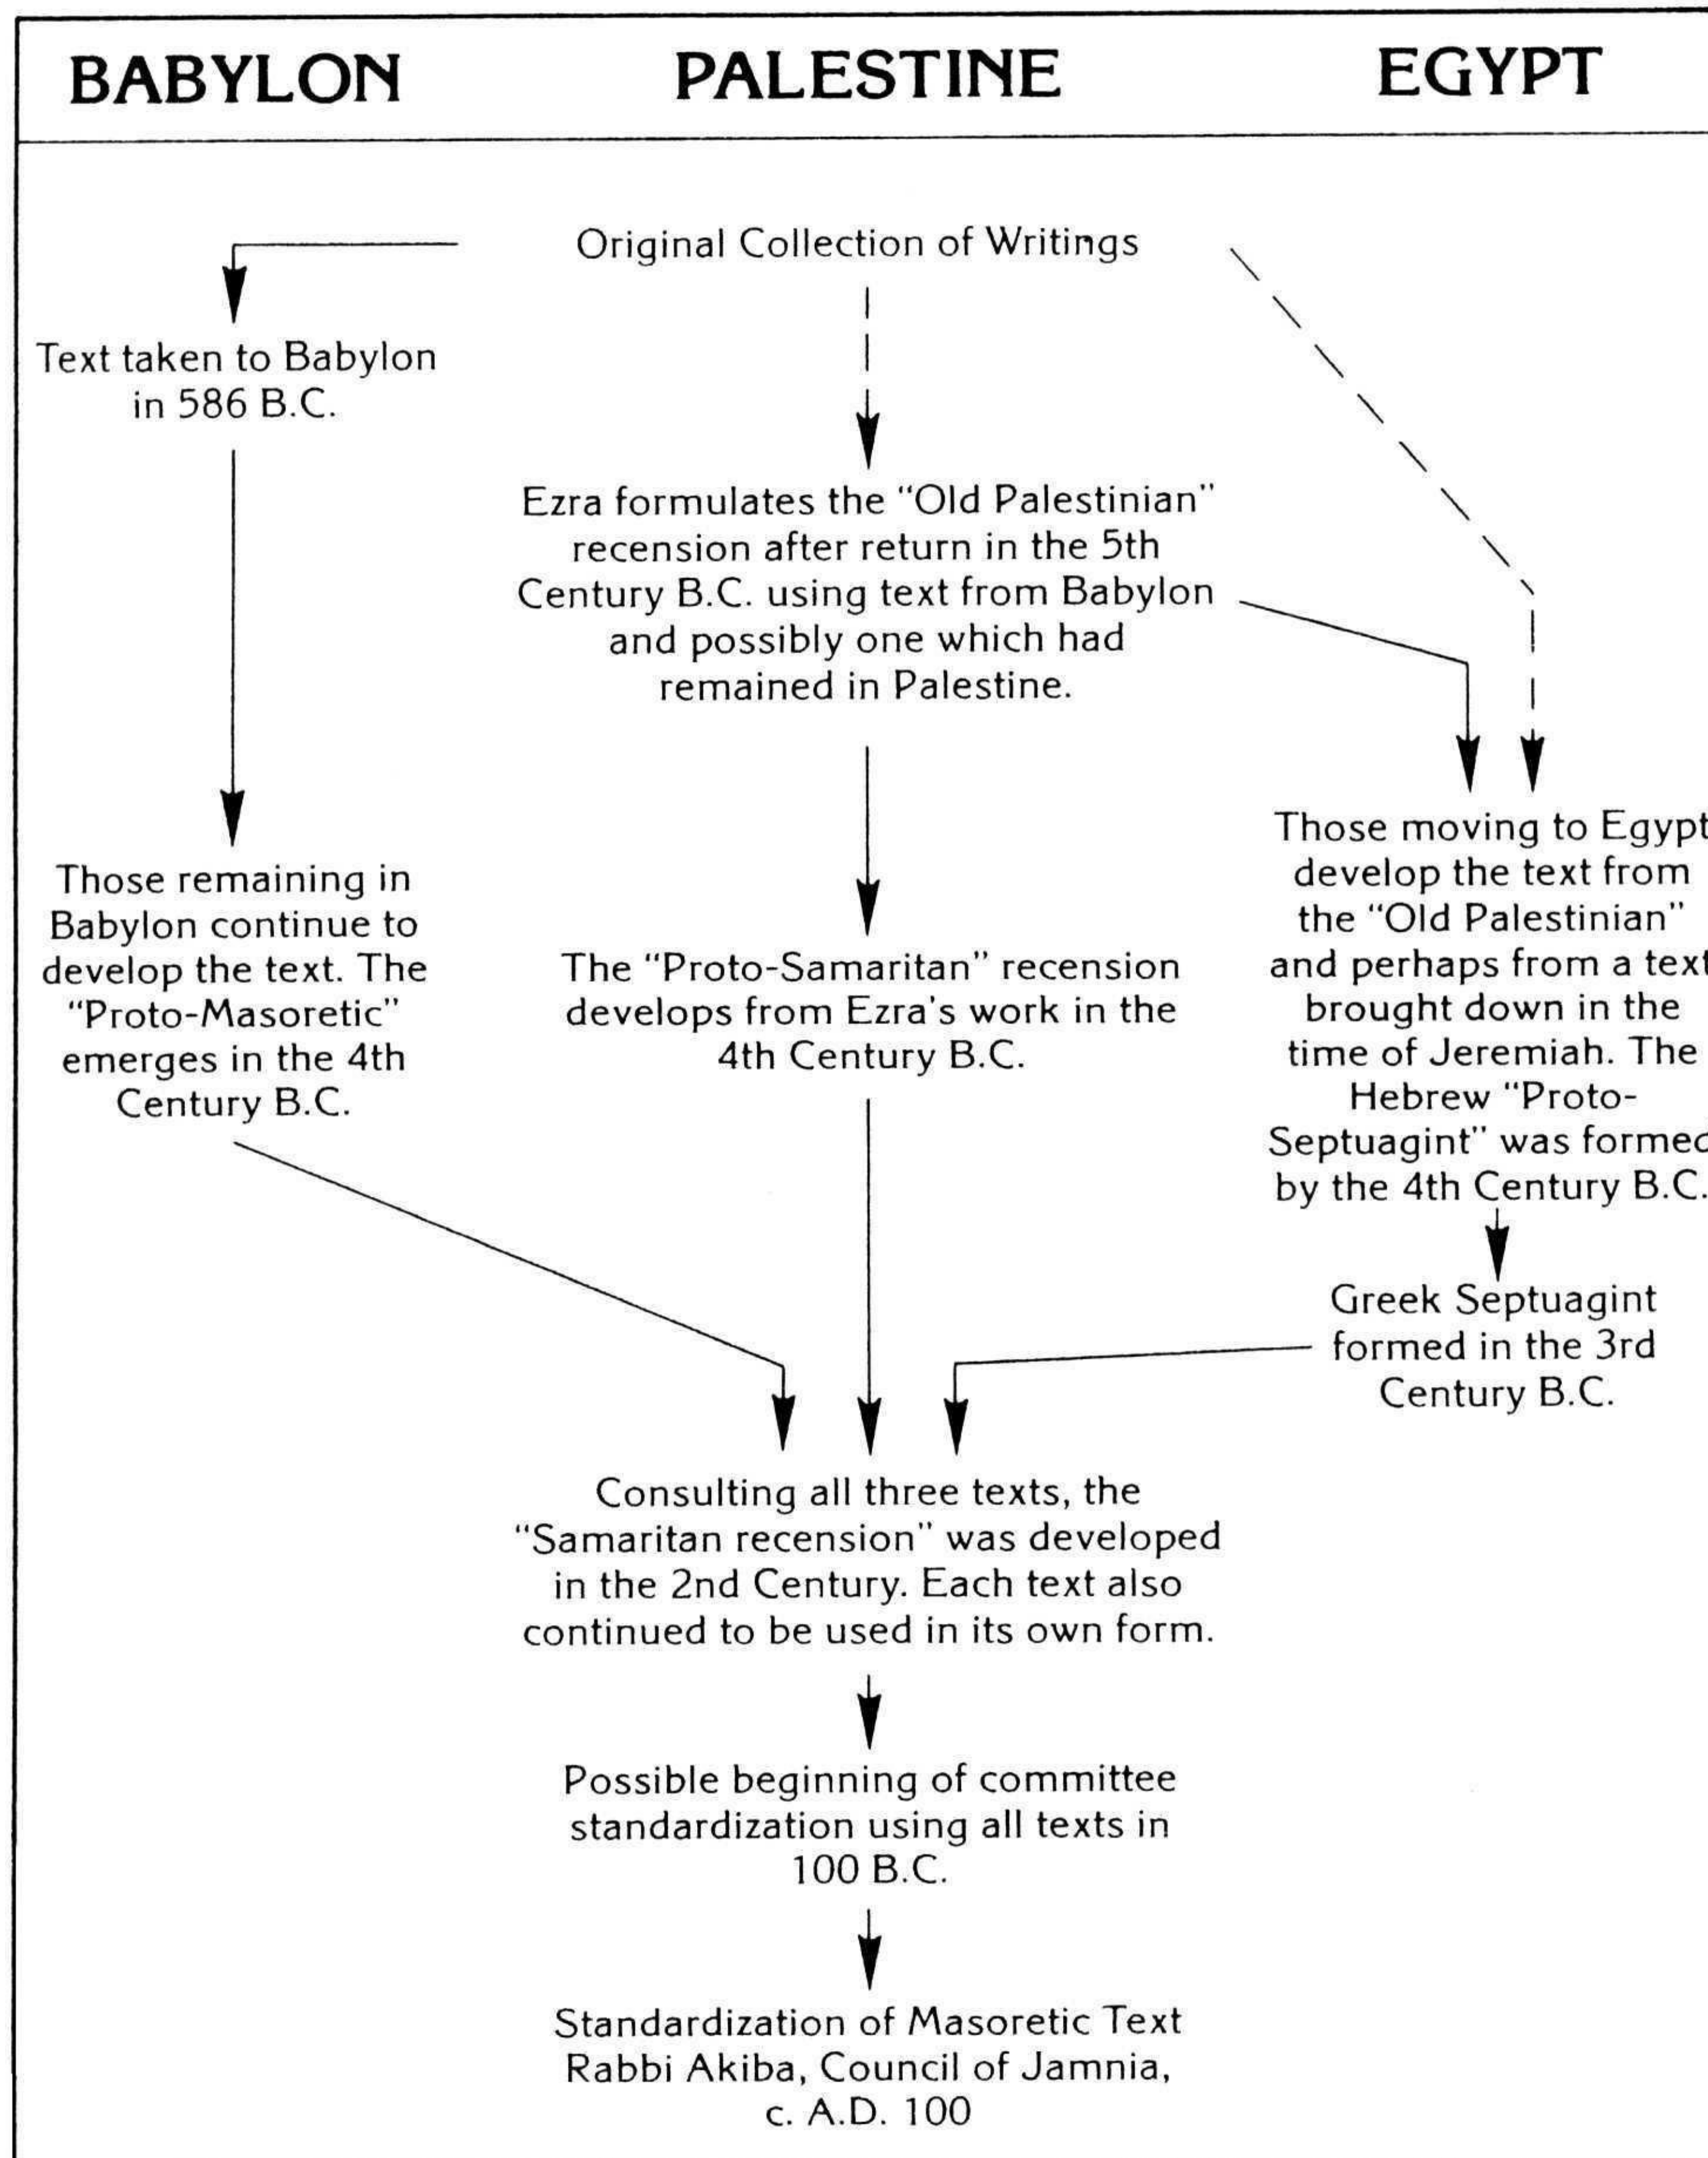 BABYLON
PALESTINE
EGYPT
Original Collection of Writings
Text taken to Babylon
in 586 B.C.
Ezra formulates the "Old Palestinian"
recension after return in the 5th
Century B.C. using text from Babylon
and possibly one which had
remained in Palestine.
Those remaining in
Babylon continue to
develop the text. The
"Proto-Masoretic"
emerges in the 4th
Century B.C.
The "Proto-Samaritan" recension
develops from Ezra's work in the
4th Century B.C.
Those moving to Egypt
develop the text from
the "Old Palestinian"
and perhaps from a text
brought down in the
time of Jeremiah. The
Hebrew "Proto-
Septuagint" was formed
by the 4th Century B.C.
Greek Septuagint
formed in the 3rd
Century B.C.
Consulting all three texts, the
"Samaritan recension" was developed
in the 2nd Century. Each text also
continued to be used in its own form.
Possible beginning of committee
standardization using all texts in
100 B.C.
Standardization of Masoretic Text
Rabbi Akiba, Council of Jamnia,
c. A.D. 100